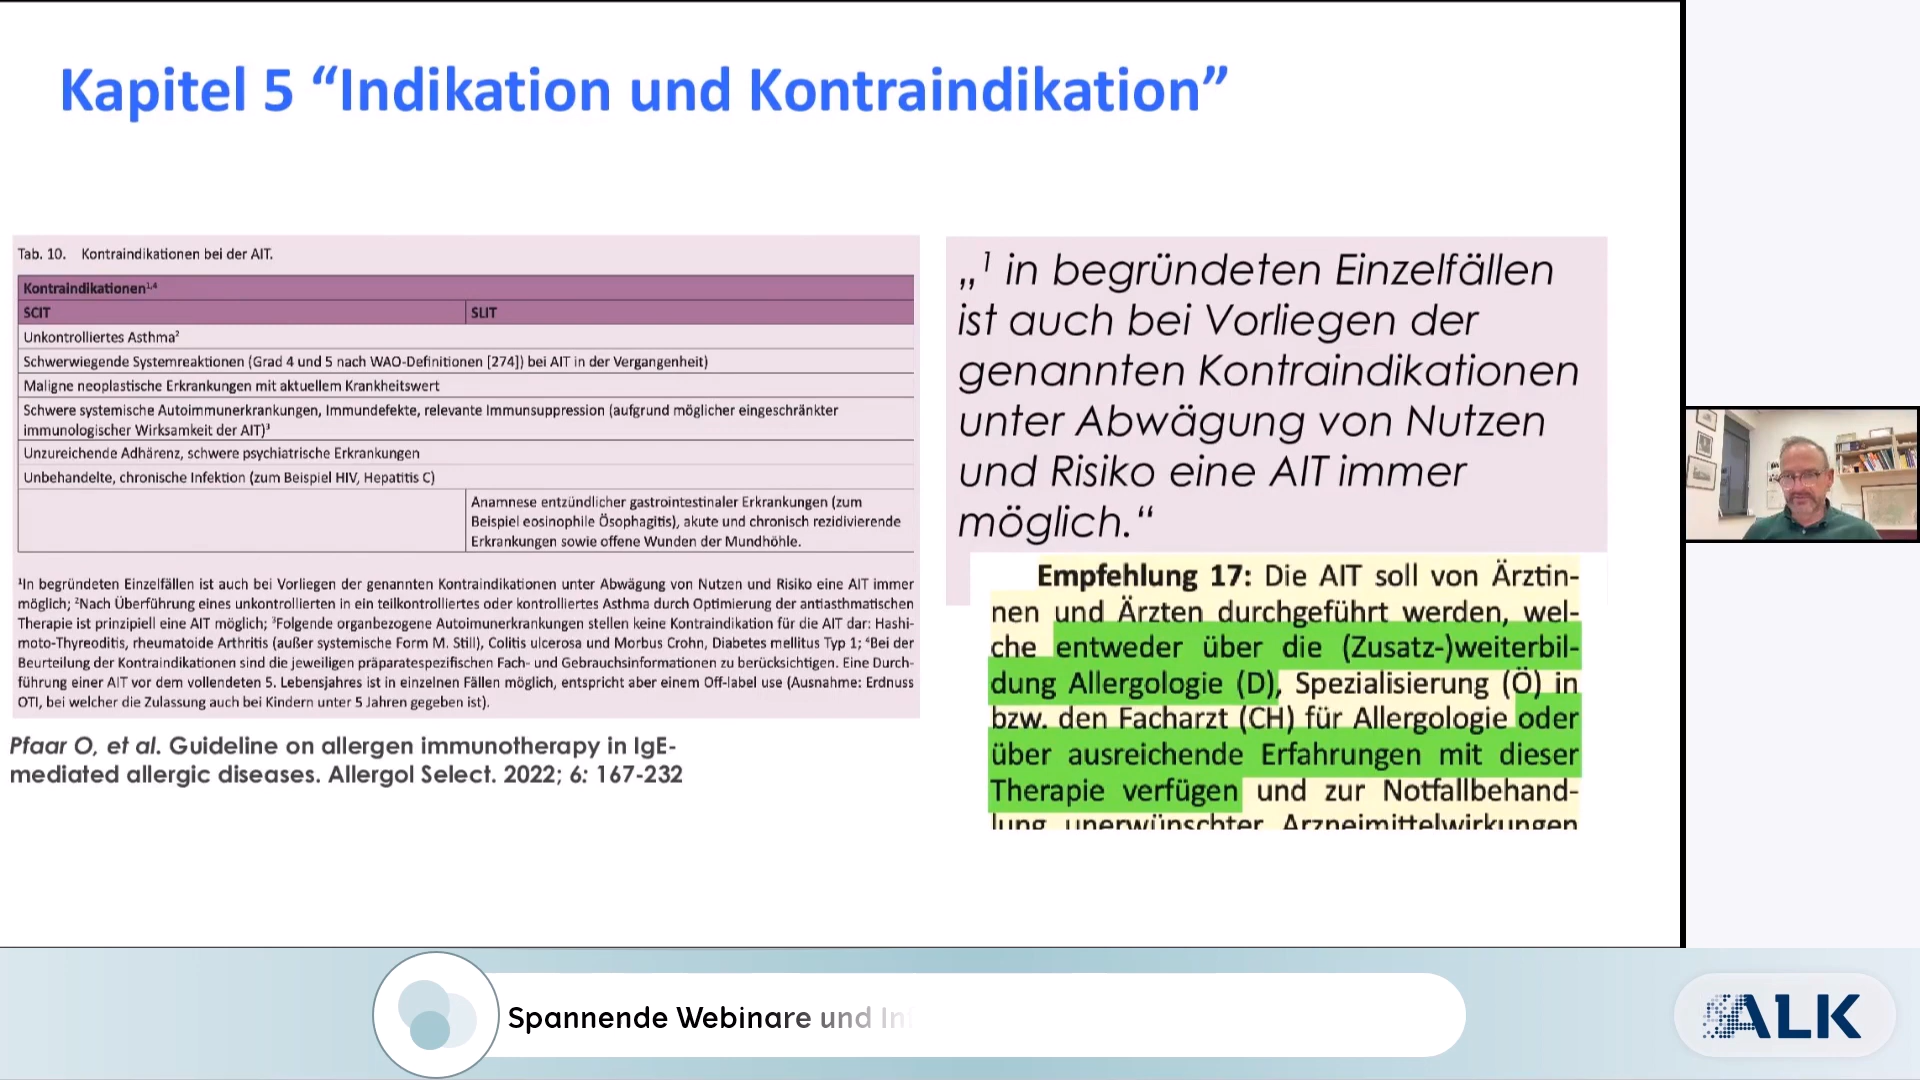 Kapitel 5 “Indikation und Kontraindikation”
Tab. 10. Kontraindikationen bei der AIT.
Kontraindikationen¹,⁴
SCIT
SLIT
Unkontrolliertes Asthma²
Schwerwiegende Systemreaktionen (Grad 4 und 5 nach WAO-Definitionen [274]) bei AIT in der Vergangenheit)
Maligne neoplastische Erkrankungen mit aktuellem Krankheitswert
Schwere systemische Autoimmunerkrankungen, Immundefekte, relevante Immunsuppression (aufgrund möglicher eingeschränkter
immunologischer Wirksamkeit der AIT)³
Unzureichende Adhärenz, schwere psychiatrische Erkrankungen
Unbehandelte, chronische Infektion (zum Beispiel HIV, Hepatitis C)
Anamnese entzündlicher gastrointestinaler Erkrankungen (zum
Beispiel eosinophile Ösophagitis), akute und chronisch rezidivierende
Erkrankungen sowie offene Wunden der Mundhöhle.
¹In begründeten Einzelfällen ist auch bei Vorliegen der genannten Kontraindikationen unter Abwägung von Nutzen und Risiko eine AIT immer
möglich; ²Nach Überführung eines unkontrollierten in ein teilkontrolliertes oder kontrolliertes Asthma durch Optimierung der antiasthmatischen
Therapie ist prinzipiell eine AIT möglich; ³Folgende organbezogene Autoimunerkrankungen stellen keine Kontraindikation für die AIT dar: Hashi-
moto-Thyreoditis, rheumatoide Arthritis (außer systemische Form M. Still), Colitis ulcerosa und Morbus Crohn, Diabetes mellitus Typ 1; ⁴Bei der
Beurteilung der Kontraindikationen sind die jeweiligen präparatespezifischen Fach- und Gebrauchsinformationen zu berücksichtigen. Eine Durch-
führung einer AIT vor dem vollendeten 5. Lebensjahres ist in einzelnen Fällen möglich, entspricht aber einem Off-label use (Ausnahme: Erdnuss
OTI, bei welcher die Zulassung auch bei Kindern unter 5 Jahren gegeben ist).
Pfaar O, et al. Guideline on allergen immunotherapy in IgE-
mediated allergic diseases. Allergol Select. 2022; 6: 167-232
„¹ in begründeten Einzelfällen
ist auch bei Vorliegen der
genannten Kontraindikationen
unter Abwägung von Nutzen
und Risiko eine AIT immer
möglich.“
Empfehlung 17: Die AIT soll von Ärztin-
nen und Ärzten durchgeführt werden, wel-
che entweder über die (Zusatz-)weiterbil-
dung Allergologie (D), Spezialisierung (Ö) in
bzw. den Facharzt (CH) für Allergologie oder
über ausreichende Erfahrungen mit dieser
Therapie verfügen und zur Notfallbehand-
lung unerwünschter Arzneimittelwirkungen
Spannende Webinare und In
ALK